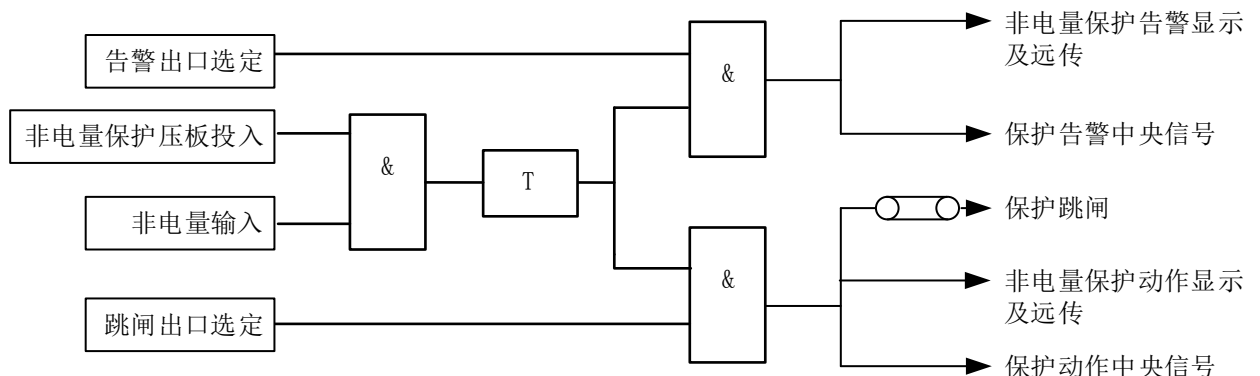 告警出口选定
非电量保护压板投入
非电量输入
跳闸出口选定
&
T
&
&
非电量保护告警显示
及远传
保护告警中央信号
保护跳闸
非电量保护动作显示
及远传
保护动作中央信号